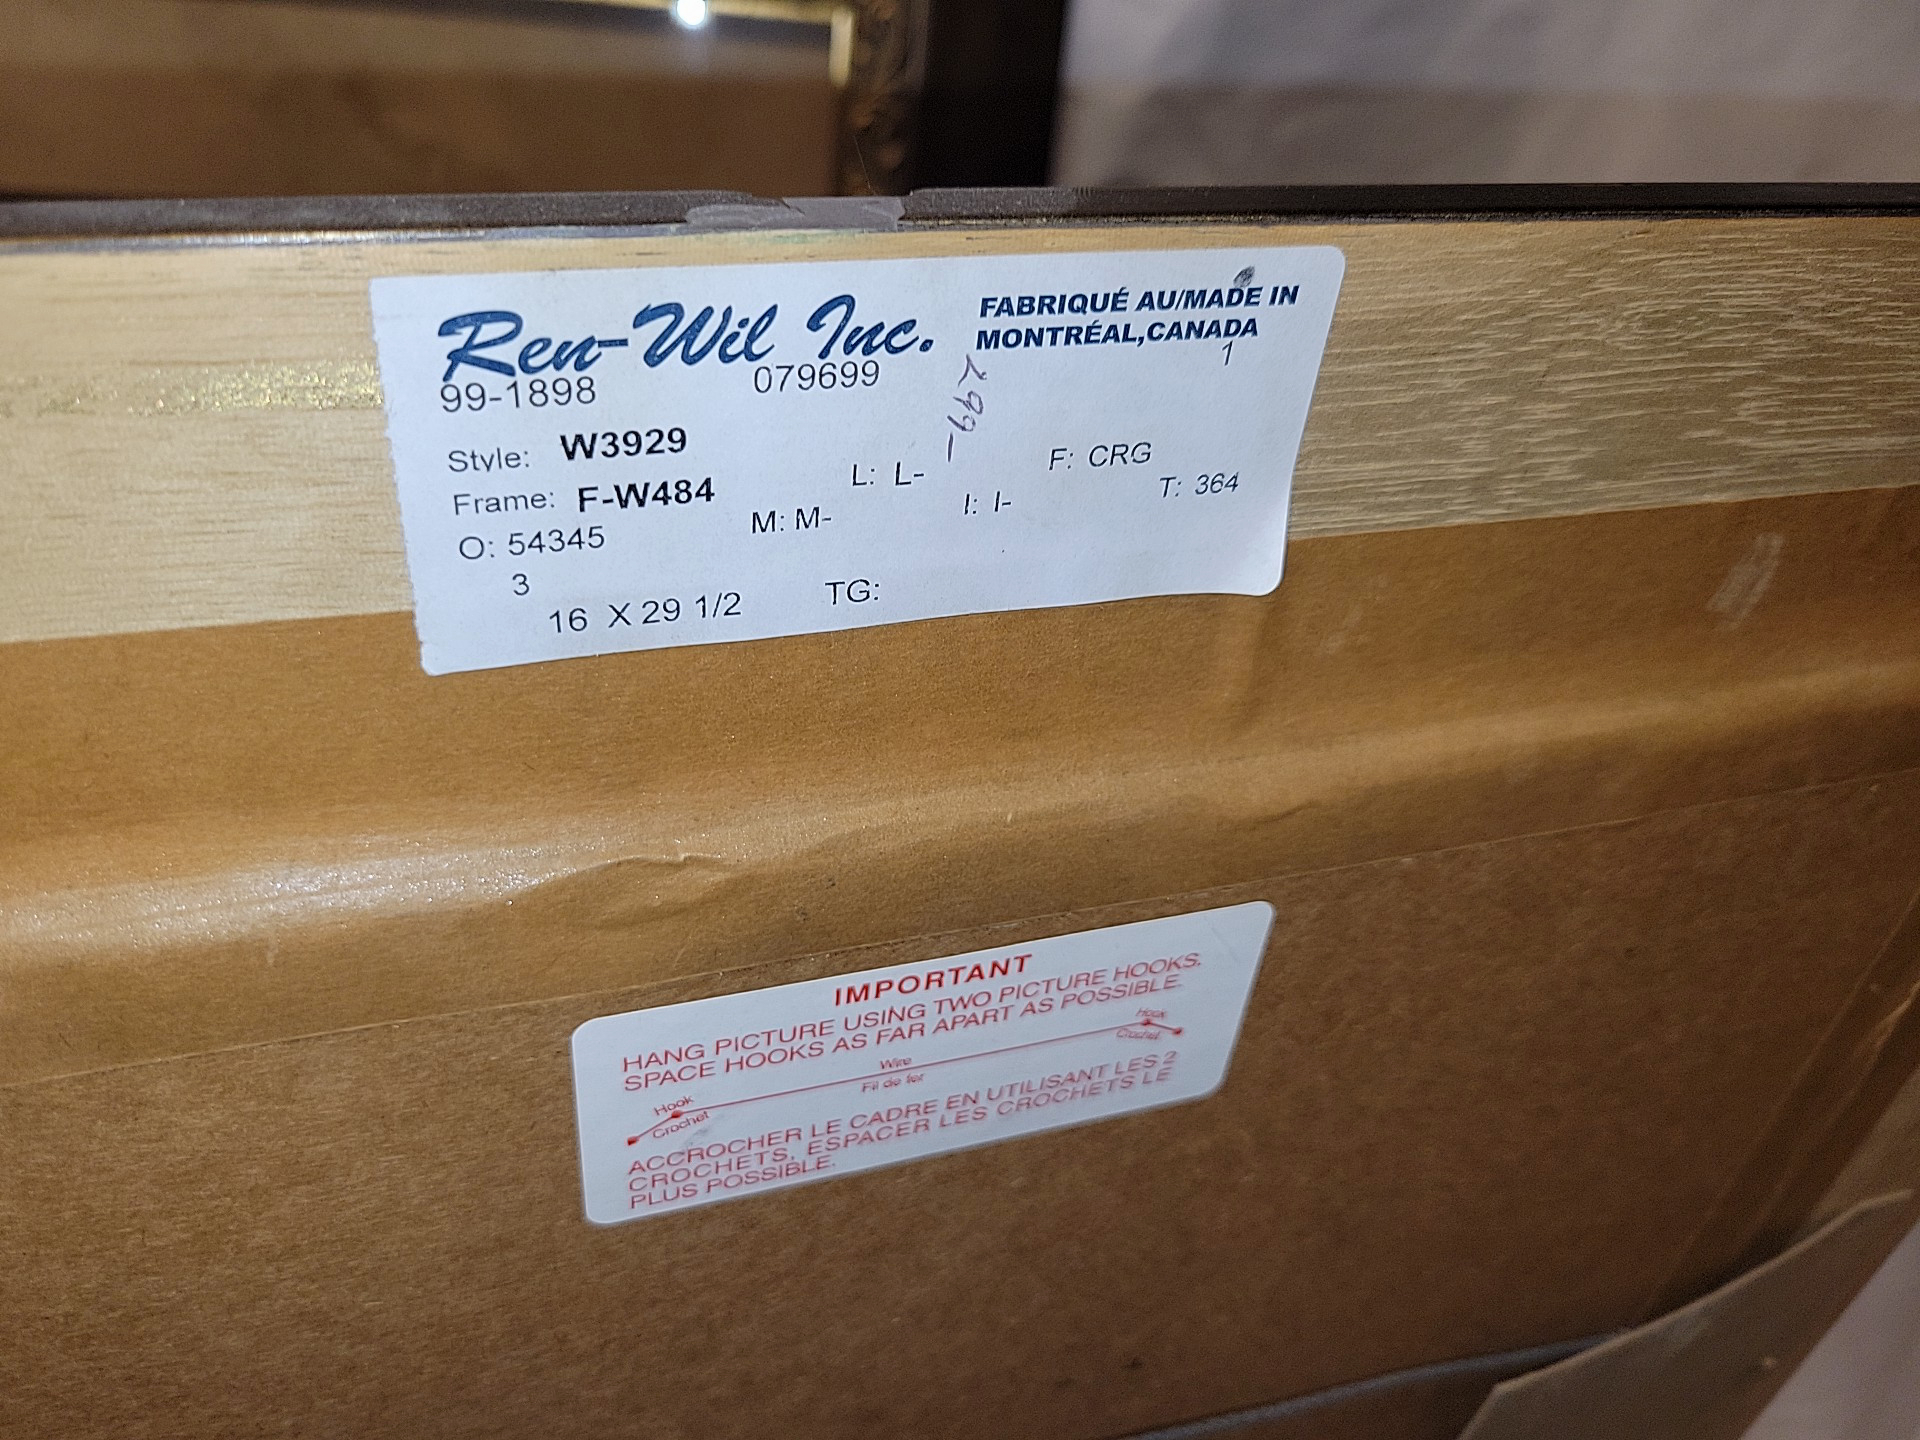 Ren-Wil Inc.
FABRIQUÉ AU/MADE IN
MONTRÉAL,CANADA
99-1898 079699 1
299-
Style: W3929
Frame: F-W484 L: L- F: CRG
O: 54345 M: M- I: I- T: 364
3
16 X 29 1/2 TG:
IMPORTANT
HANG PICTURE USING TWO PICTURE HOOKS.
SPACE HOOKS AS FAR APART AS POSSIBLE.
Hook
Crochet
Wire
Fil de fer
Hook
Crochet
ACCROCHER LE CADRE EN UTILISANT LES 2
CROCHETS. ESPACER LES CROCHETS LE
PLUS POSSIBLE.